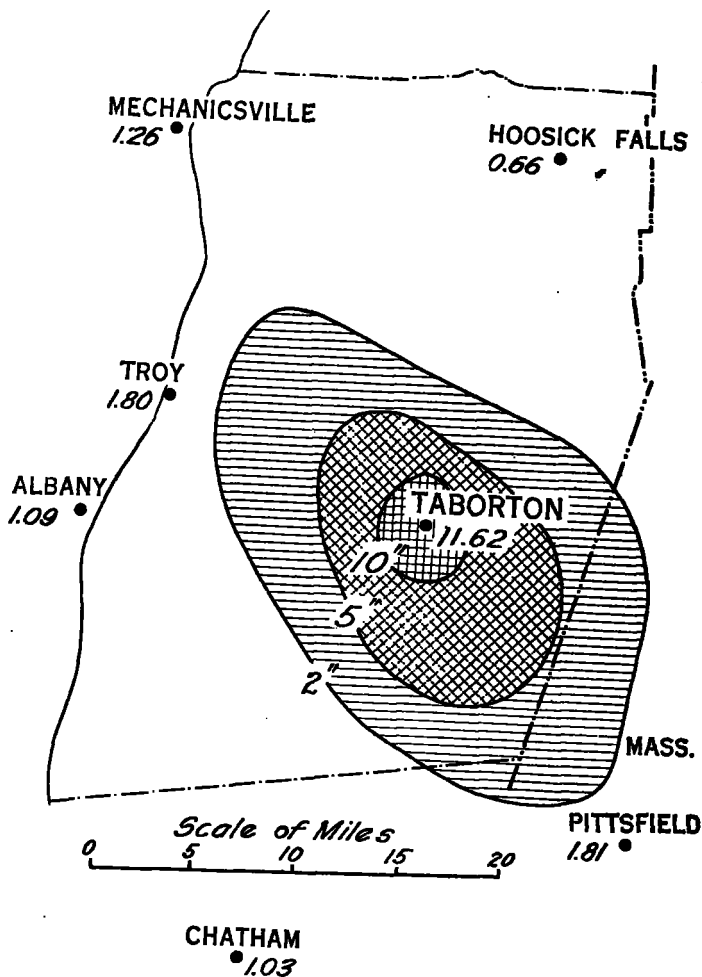 MECHANICSVILLE
1.26
HOOSICK FALLS
0.66
TROY
1.80
ALBANY
1.09
TABORTON
11.62
10"
5"
2"
MASS.
Scale of Miles
0 5 10 15 20
PITTSFIELD
1.81
CHATHAM
1.03